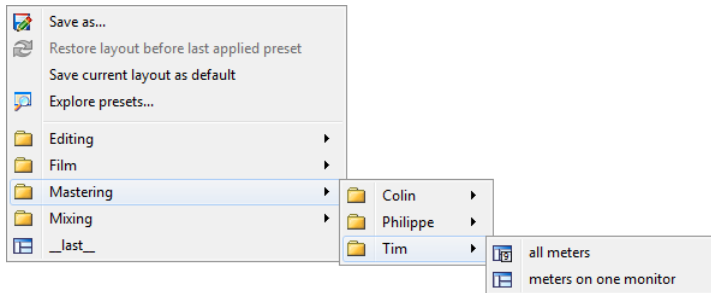 Save as...
Restore layout before last applied preset
Save current layout as default
Explore presets...
Editing
Film
Mastering
Mixing
__last__
Colin
Philippe
Tim
all meters
meters on one monitor